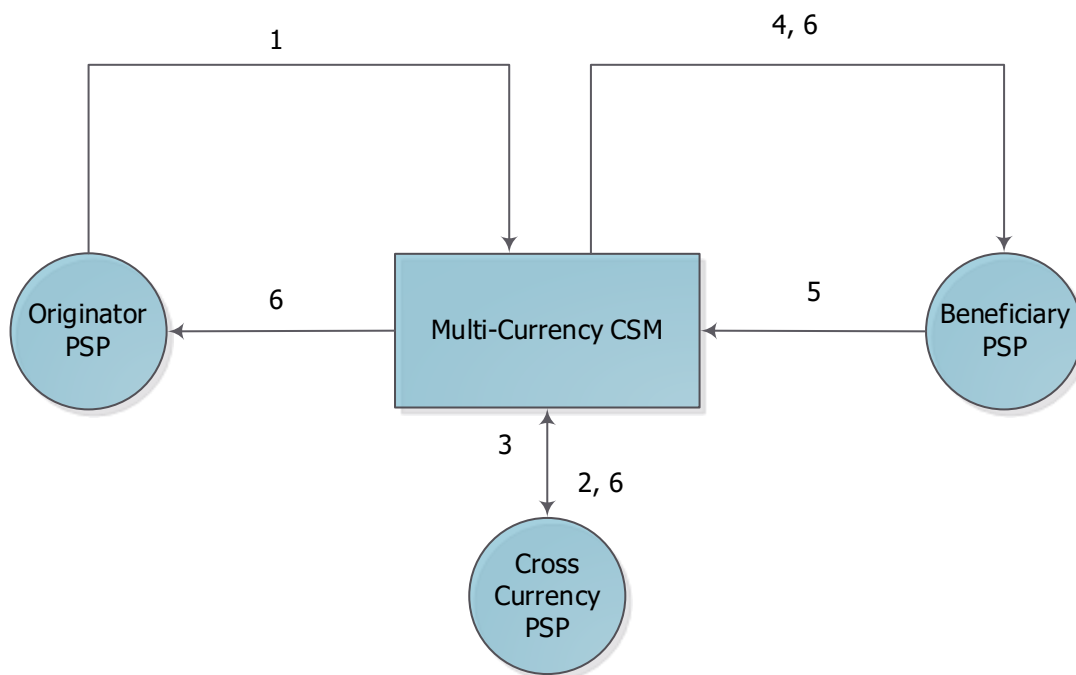 1
4, 6
Originator
PSP
6
Multi-Currency CSM
5
Beneficiary
PSP
3
2, 6
Cross
Currency
PSP